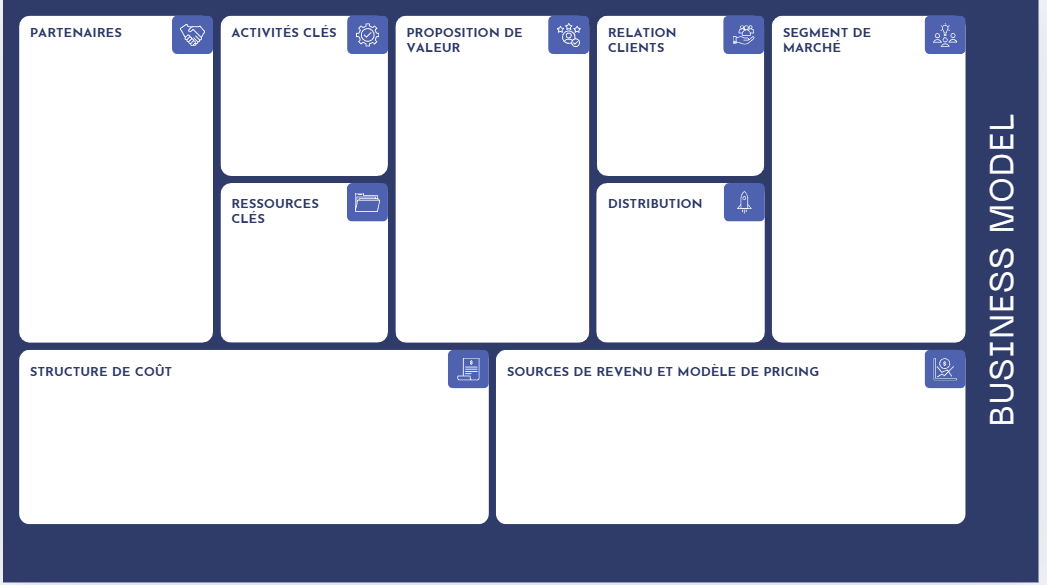 PARTENAIRES
ACTIVITÉS CLÉS
PROPOSITION DE
VALEUR
RELATION
CLIENTS
SEGMENT DE
MARCHÉ
RESSOURCES
CLÉS
DISTRIBUTION
STRUCTURE DE COÛT
SOURCES DE REVENU ET MODÈLE DE PRICING
BUSINESS MODEL